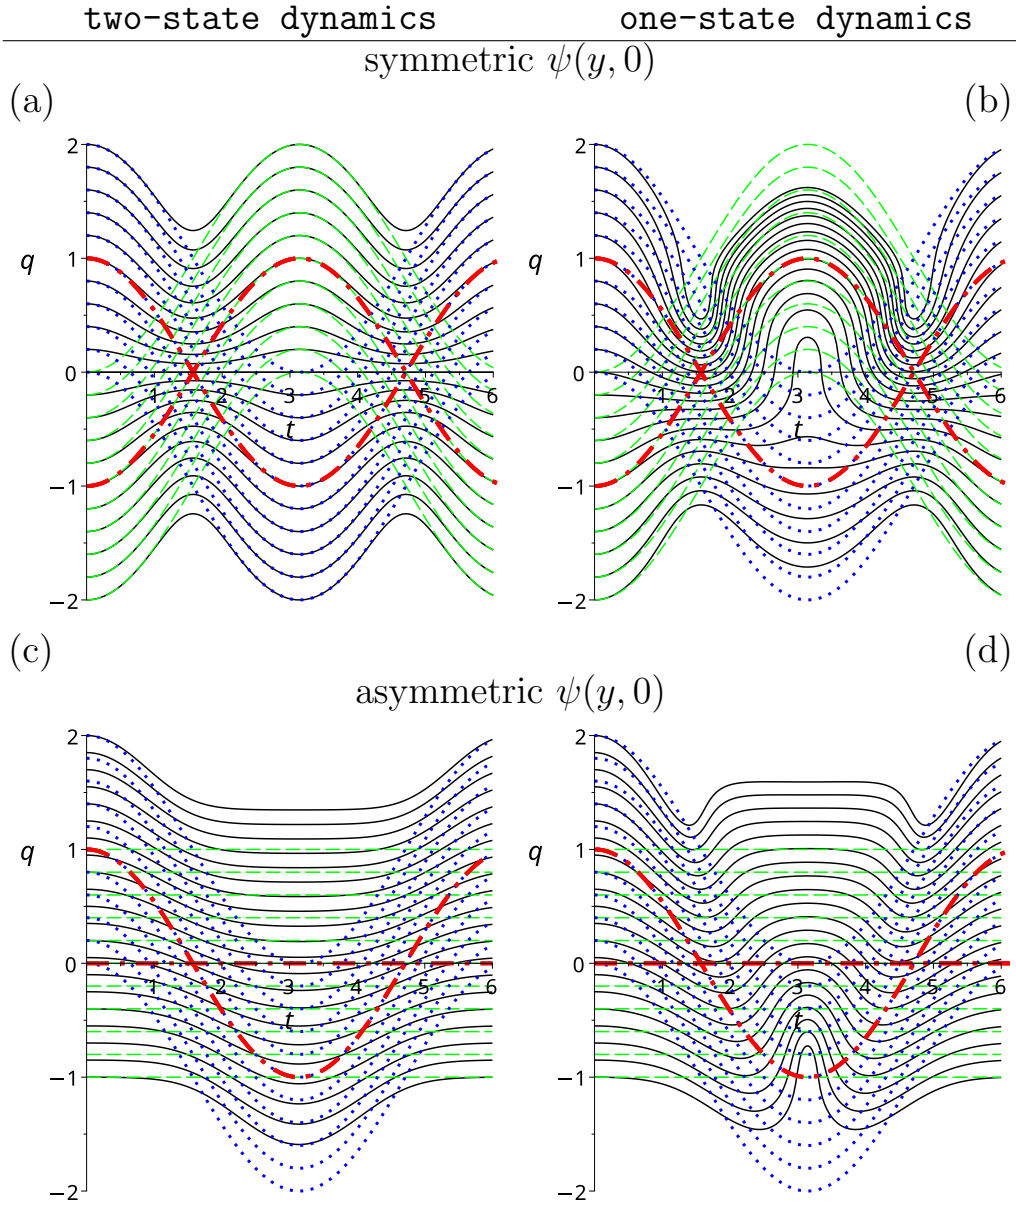 two-state dynamics one-state dynamics
symmetric ψ(y, 0)
(a) (b)
2 2
1 1
q q
0 0
1 2 3 4 5 6 1 2 3 4 5 6
t t
−1 −1
−2 −2
(c) (d)
asymmetric ψ(y, 0)
2 2
1 1
q q
0 0
1 2 3 4 5 6 1 2 3 4 5 6
t t
−1 −1
−2 −2